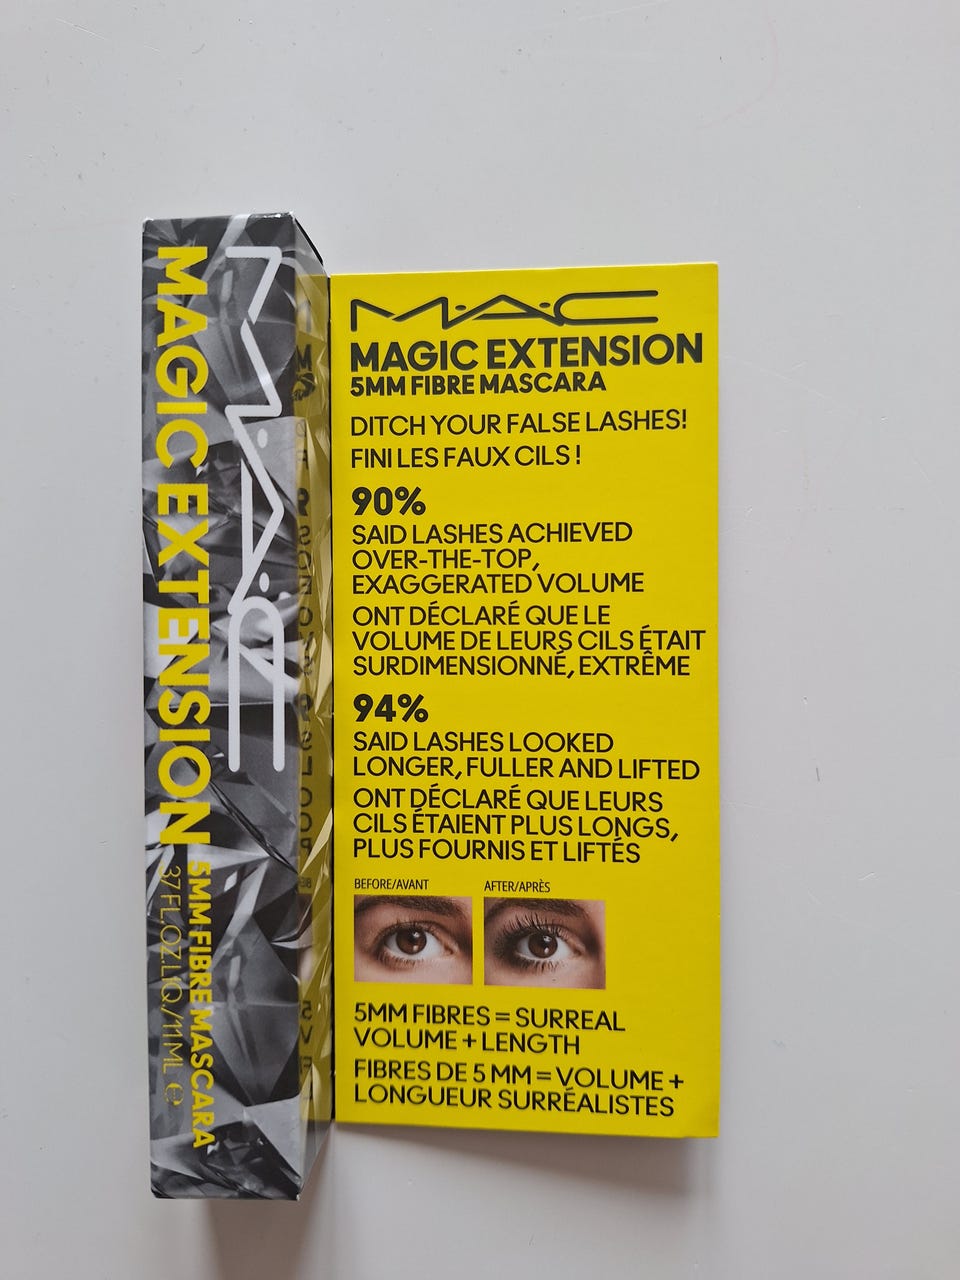 MAC
MAGIC EXTENSION
5MM FIBRE MASCARA
.37 FL.OZ.LIQ./11 ML e
M·A·C
MAGIC EXTENSION
5MM FIBRE MASCARA
DITCH YOUR FALSE LASHES!
FINI LES FAUX CILS !
90%
SAID LASHES ACHIEVED
OVER-THE-TOP,
EXAGGERATED VOLUME
ONT DÉCLARÉ QUE LE
VOLUME DE LEURS CILS ÉTAIT
SURDIMENSIONNÉ, EXTRÊME
94%
SAID LASHES LOOKED
LONGER, FULLER AND LIFTED
ONT DÉCLARÉ QUE LEURS
CILS ÉTAIENT PLUS LONGS,
PLUS FOURNIS ET LIFTÉS
BEFORE/AVANT
AFTER/APRÈS
5MM FIBRES = SURREAL
VOLUME + LENGTH
FIBRES DE 5 MM = VOLUME +
LONGUEUR SURRÉALISTES